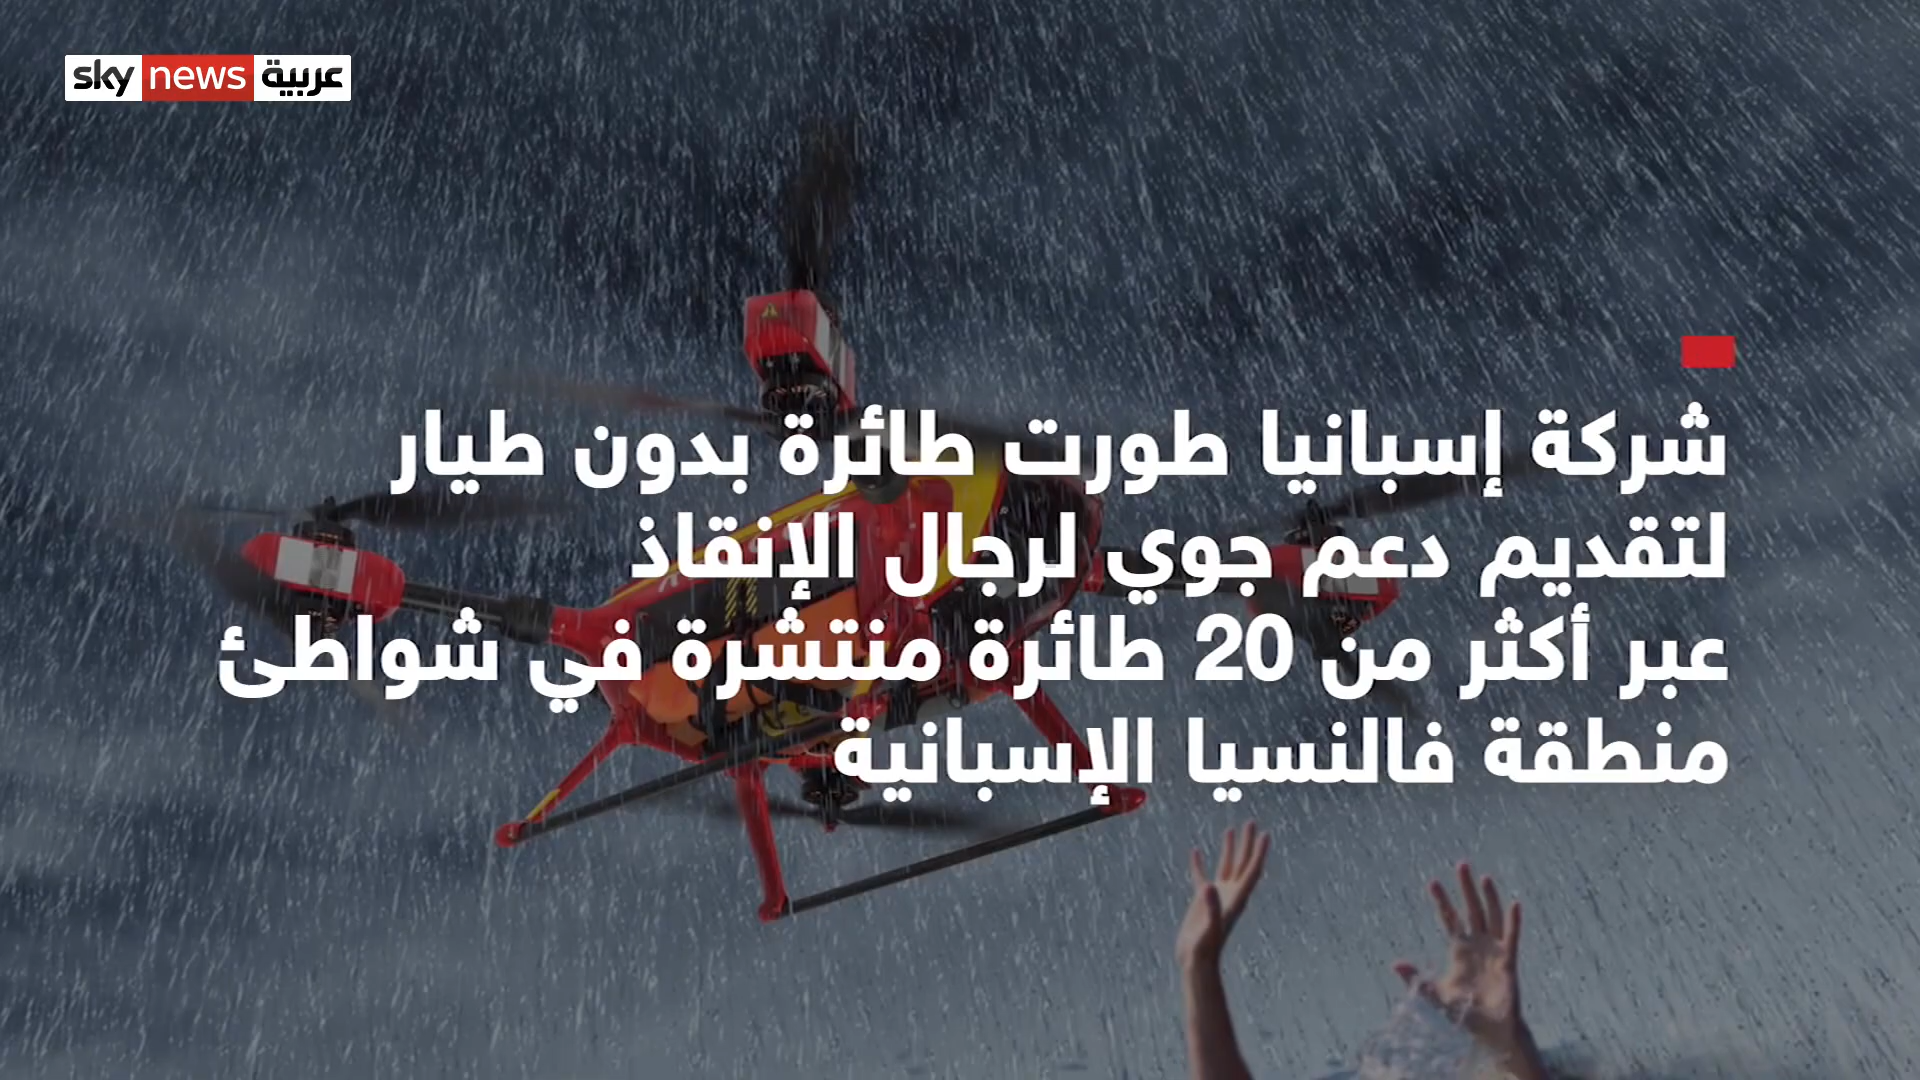 sky news عربية
شركة إسبانيا طورت طائرة بدون طيار
لتقديم دعم جوي لرجال الإنقاذ
عبر أكثر من 20 طائرة منتشرة في شواطئ
منطقة فالنسيا الإسبانية